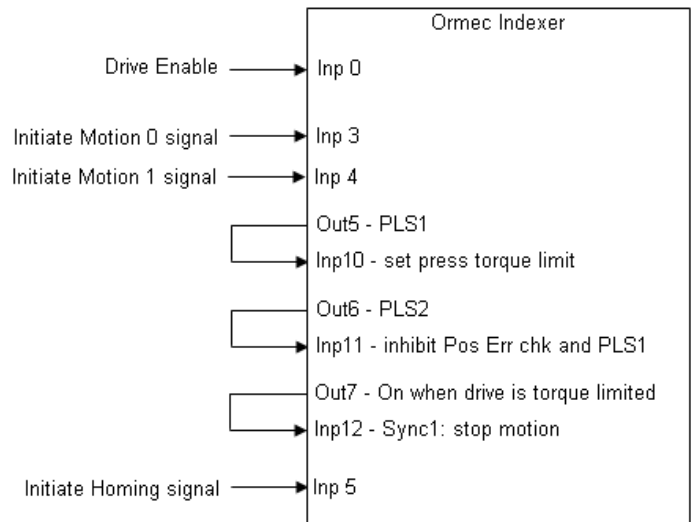 Ormec Indexer
Drive Enable Inp 0
Initiate Motion 0 signal Inp 3
Initiate Motion 1 signal Inp 4
Out5 - PLS1
Inp10 - set press torque limit
Out6 - PLS2
Inp11 - inhibit Pos Err chk and PLS1
Out7 - On when drive is torque limited
Inp12 - Sync1: stop motion
Initiate Homing signal Inp 5